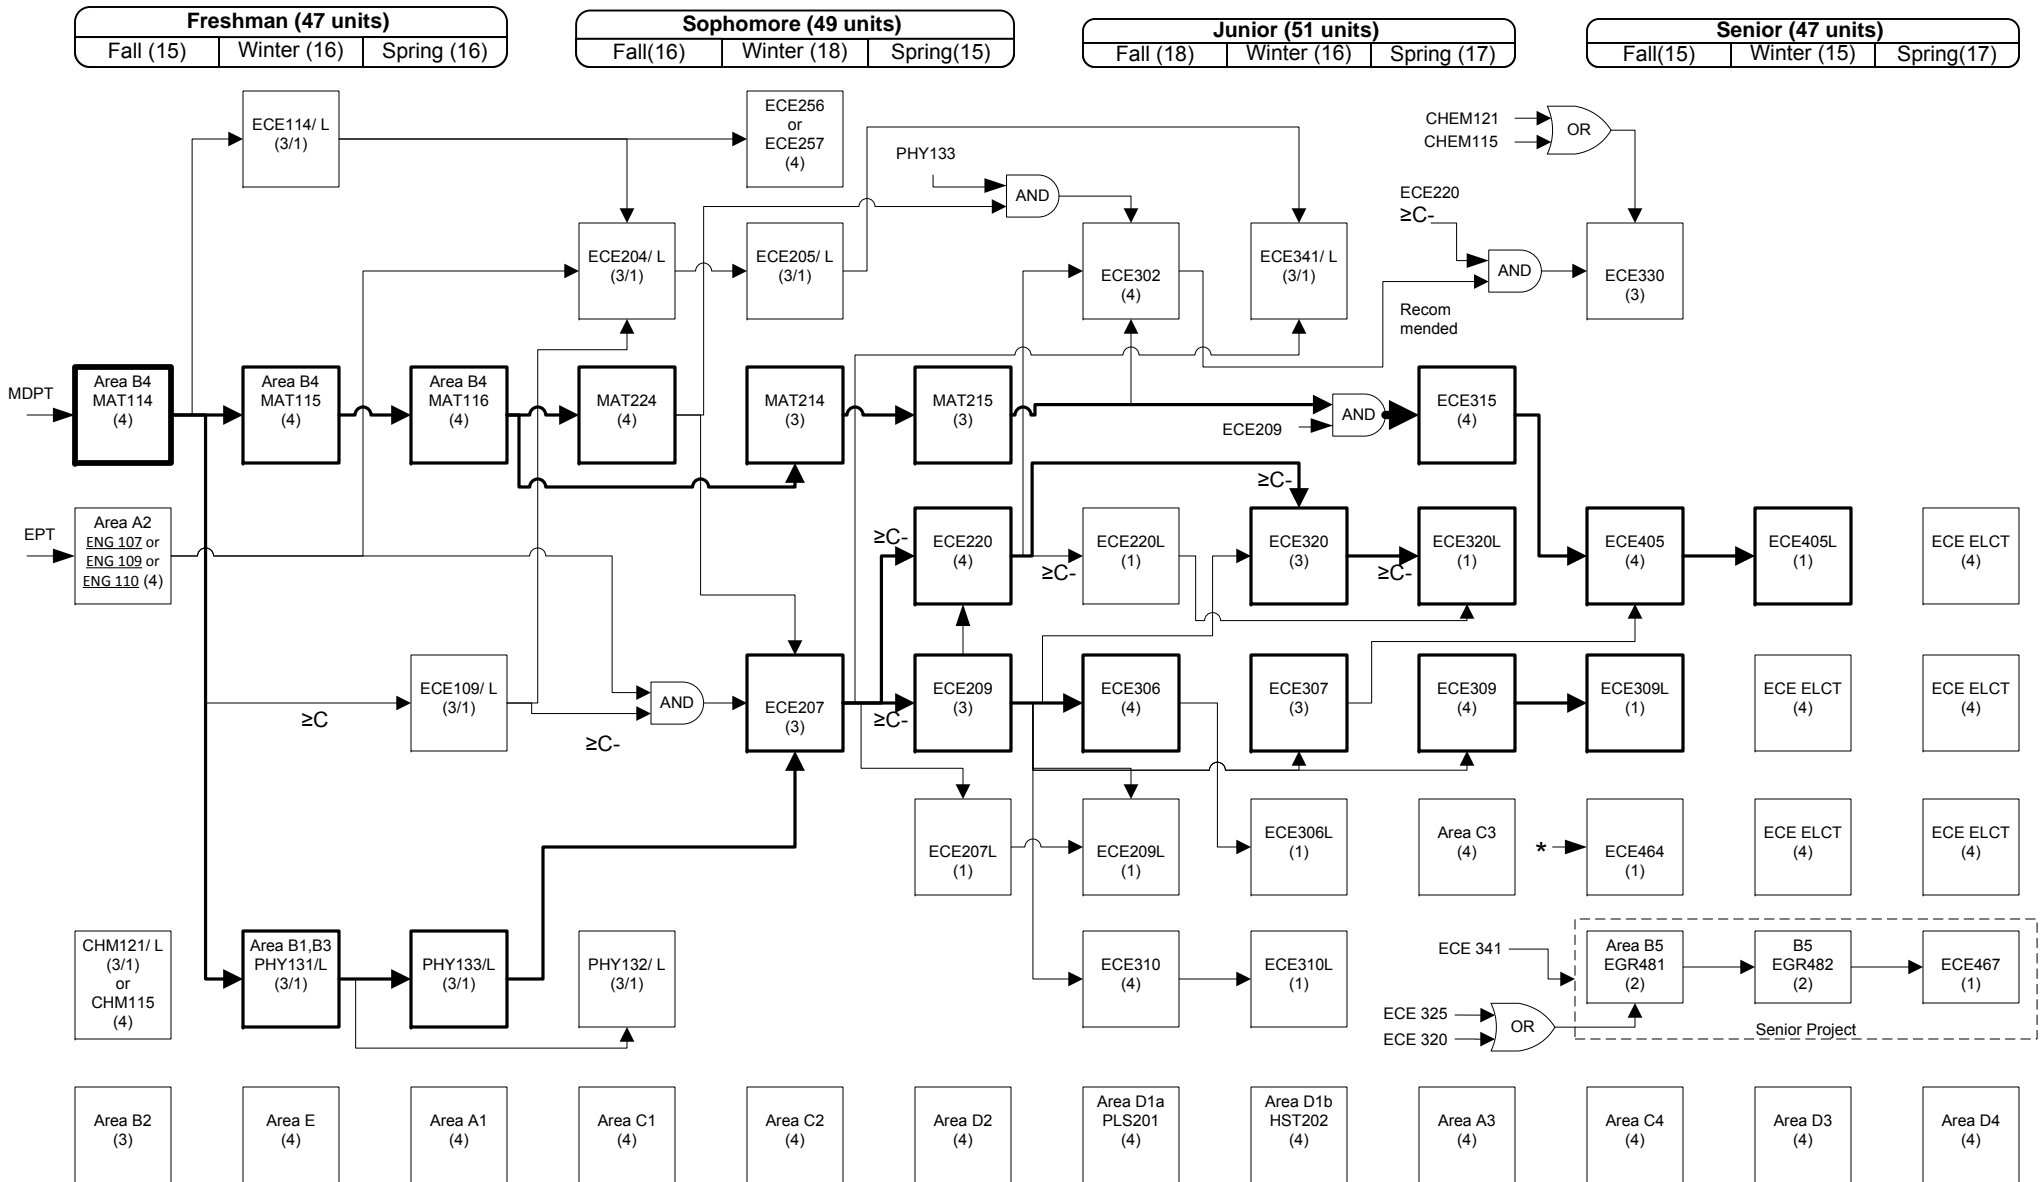 Freshman (47 units)
Fall (15)
Winter (16)
Spring (16)
Sophomore (49 units)
Fall(16)
Winter (18)
Spring(15)
Junior (51 units)
Fall (18)
Winter (16)
Spring (17)
Senior (47 units)
Fall(15)
Winter (15)
Spring(17)
ECE114/ L
(3/1)
ECE256
or
ECE257
(4)
PHY133
AND
CHEM121
CHEM115
OR
ECE220
≥C-
ECE204/ L
(3/1)
ECE205/ L
(3/1)
ECE302
(4)
ECE341/ L
(3/1)
AND
Recom
mended
ECE330
(3)
MDPT
Area B4
MAT114
(4)
Area B4
MAT115
(4)
Area B4
MAT116
(4)
MAT224
(4)
MAT214
(3)
MAT215
(3)
ECE209
AND
ECE315
(4)
EPT
Area A2
ENG 107 or
ENG 109 or
ENG 110 (4)
≥C-
ECE220
(4)
≥C-
ECE220L
(1)
≥C-
ECE320
(3)
≥C-
ECE320L
(1)
ECE405
(4)
ECE405L
(1)
ECE ELCT
(4)
≥C
ECE109/ L
(3/1)
≥C-
AND
ECE207
(3)
≥C-
ECE209
(3)
ECE306
(4)
ECE307
(3)
ECE309
(4)
ECE309L
(1)
ECE ELCT
(4)
ECE ELCT
(4)
ECE207L
(1)
ECE209L
(1)
ECE306L
(1)
Area C3
(4)
*
ECE464
(1)
ECE ELCT
(4)
ECE ELCT
(4)
CHM121/ L
(3/1)
or
CHM115
(4)
Area B1,B3
PHY131/L
(3/1)
PHY133/L
(3/1)
PHY132/ L
(3/1)
ECE310
(4)
ECE310L
(1)
ECE 341
ECE 325
ECE 320
OR
Area B5
EGR481
(2)
B5
EGR482
(2)
ECE467
(1)
Senior Project
Area B2
(3)
Area E
(4)
Area A1
(4)
Area C1
(4)
Area C2
(4)
Area D2
(4)
Area D1a
PLS201
(4)
Area D1b
HST202
(4)
Area A3
(4)
Area C4
(4)
Area D3
(4)
Area D4
(4)